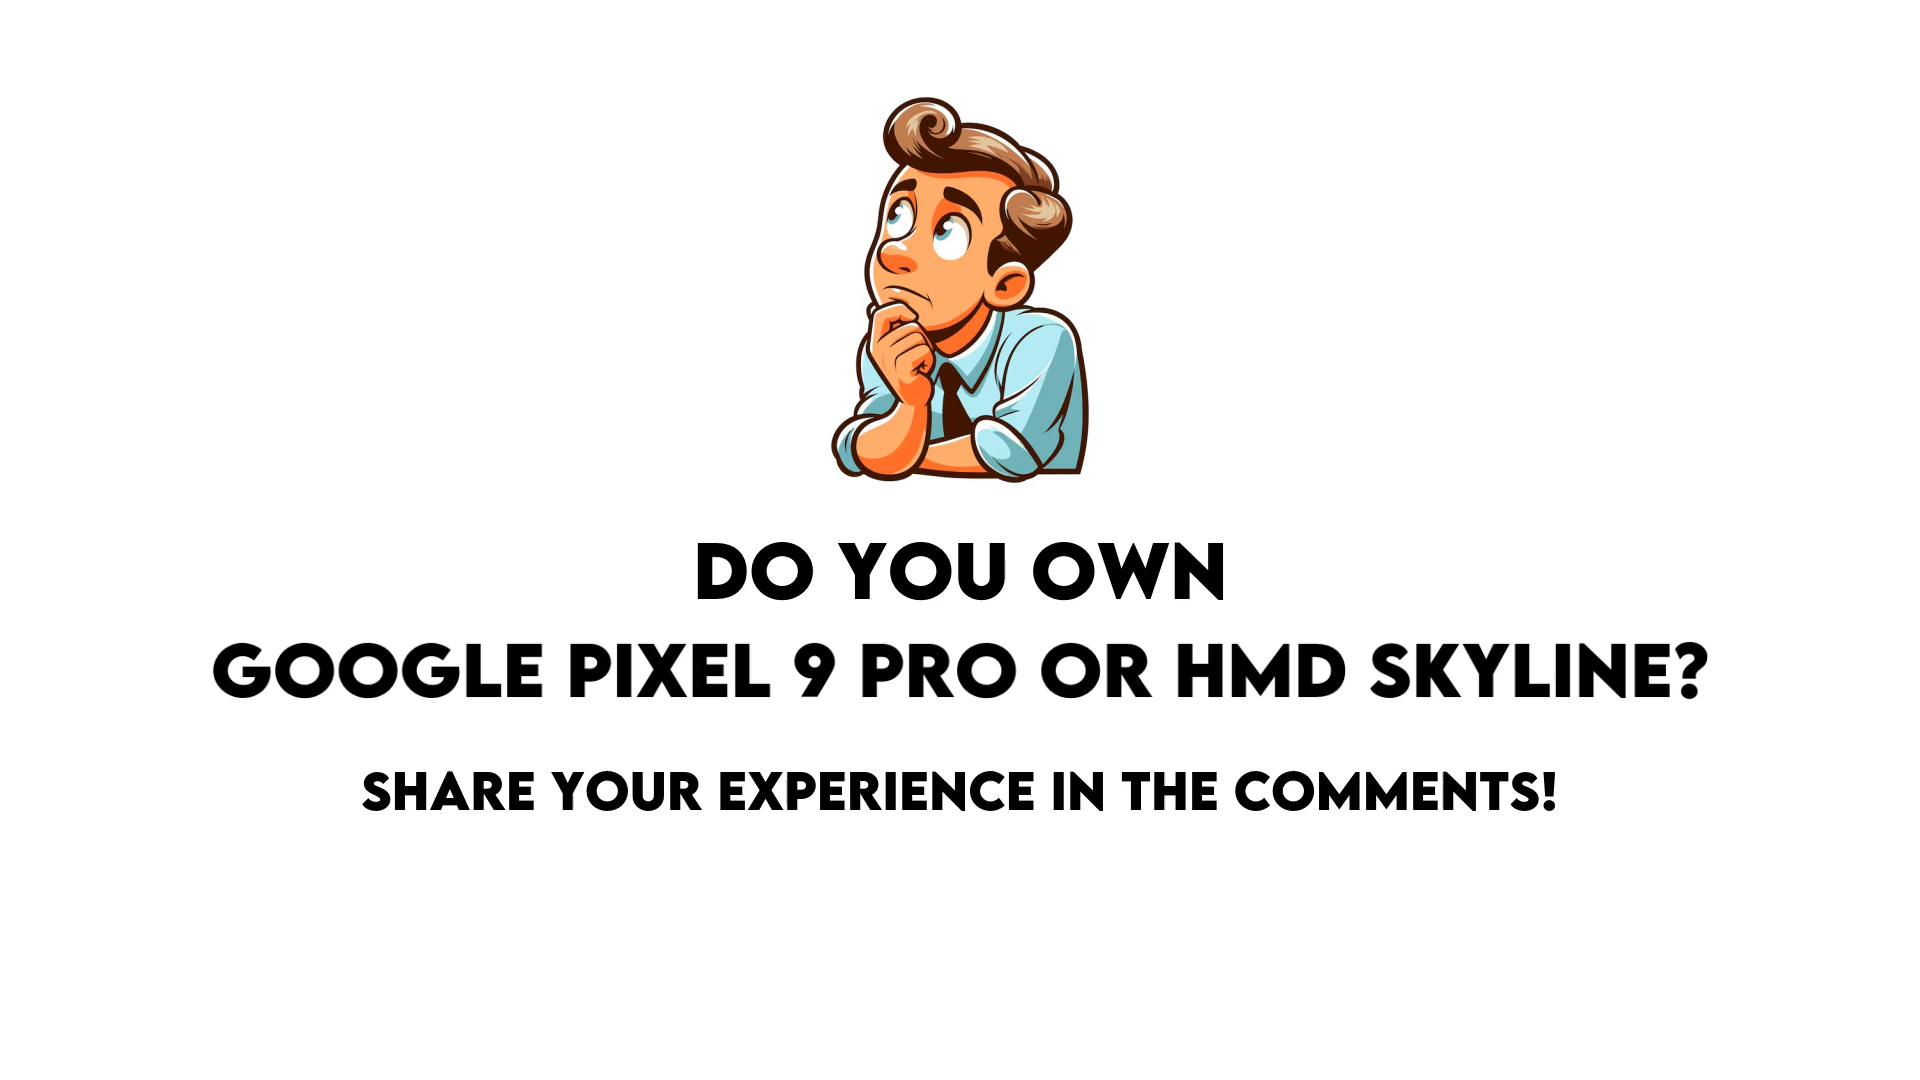 DO YOU OWN
GOOGLE PIXEL 9 PRO OR HMD SKYLINE?
SHARE YOUR EXPERIENCE IN THE COMMENTS!